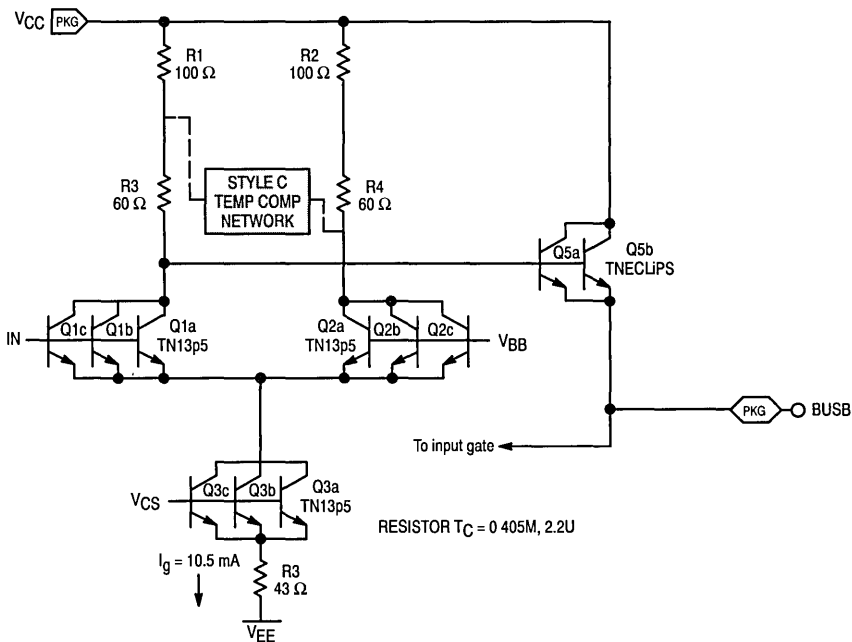 VCC PKG
R1
100 Ω
R2
100 Ω
R3
60 Ω
STYLE C
TEMP COMP
NETWORK
R4
60 Ω
Q5a
Q5b
TNECLiPS
IN
Q1c
Q1b
Q1a
TN13p5
Q2a
TN13p5
Q2b
Q2c
VBB
PKG
BUSB
To input gate
VCS
Q3c
Q3b
Q3a
TN13p5
RESISTOR TC = 0 405M, 2.2U
Ig = 10.5 mA
R3
43 Ω
VEE